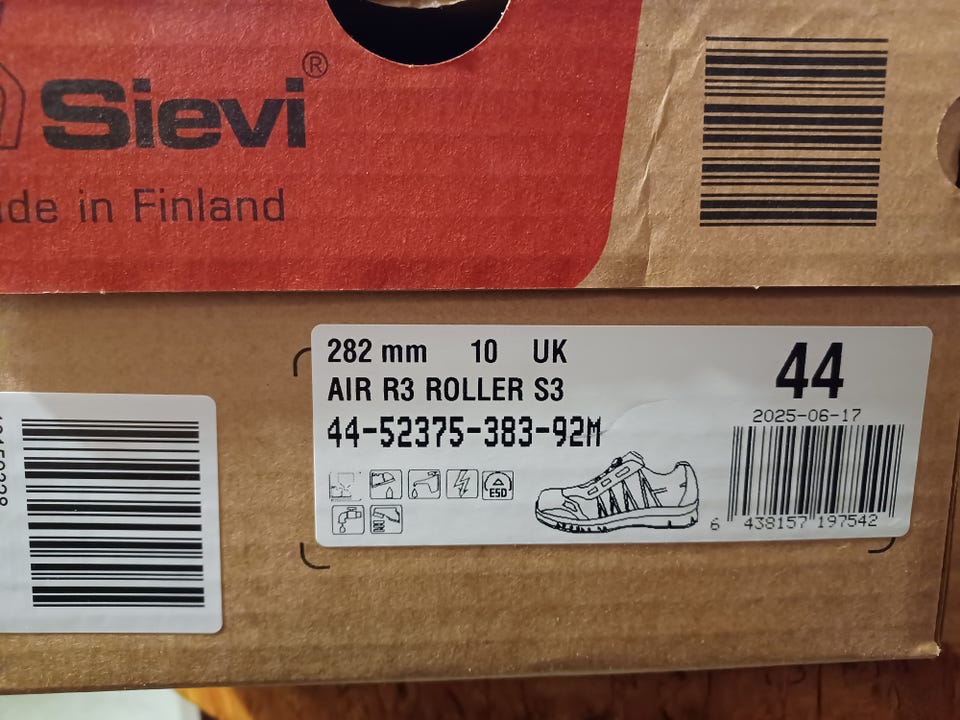 Sievi®
de in Finland
282 mm 10 UK
AIR R3 ROLLER S3
44-52375-383-92M
ESD
44
2025-06-17
6 438157 197542